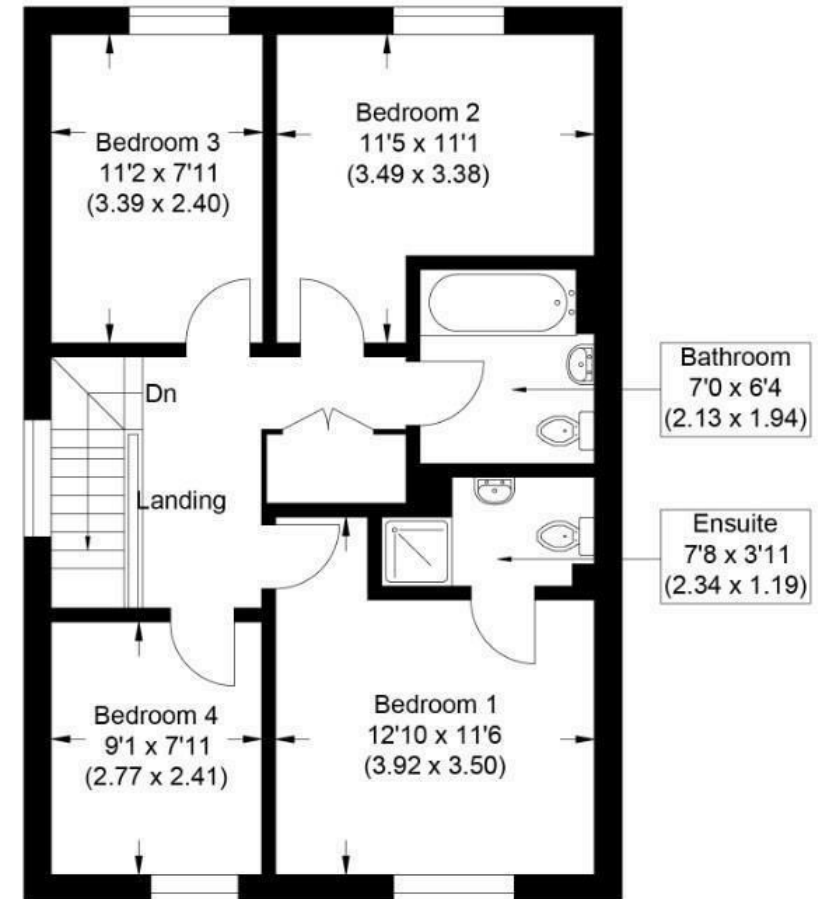 Bedroom 3
11'2 x 7'11
(3.39 x 2.40)
Bedroom 2
11'5 x 11'1
(3.49 x 3.38)
Bathroom
7'0 x 6'4
(2.13 x 1.94)
Dn
Landing
Ensuite
7'8 x 3'11
(2.34 x 1.19)
Bedroom 4
9'1 x 7'11
(2.77 x 2.41)
Bedroom 1
12'10 x 11'6
(3.92 x 3.50)